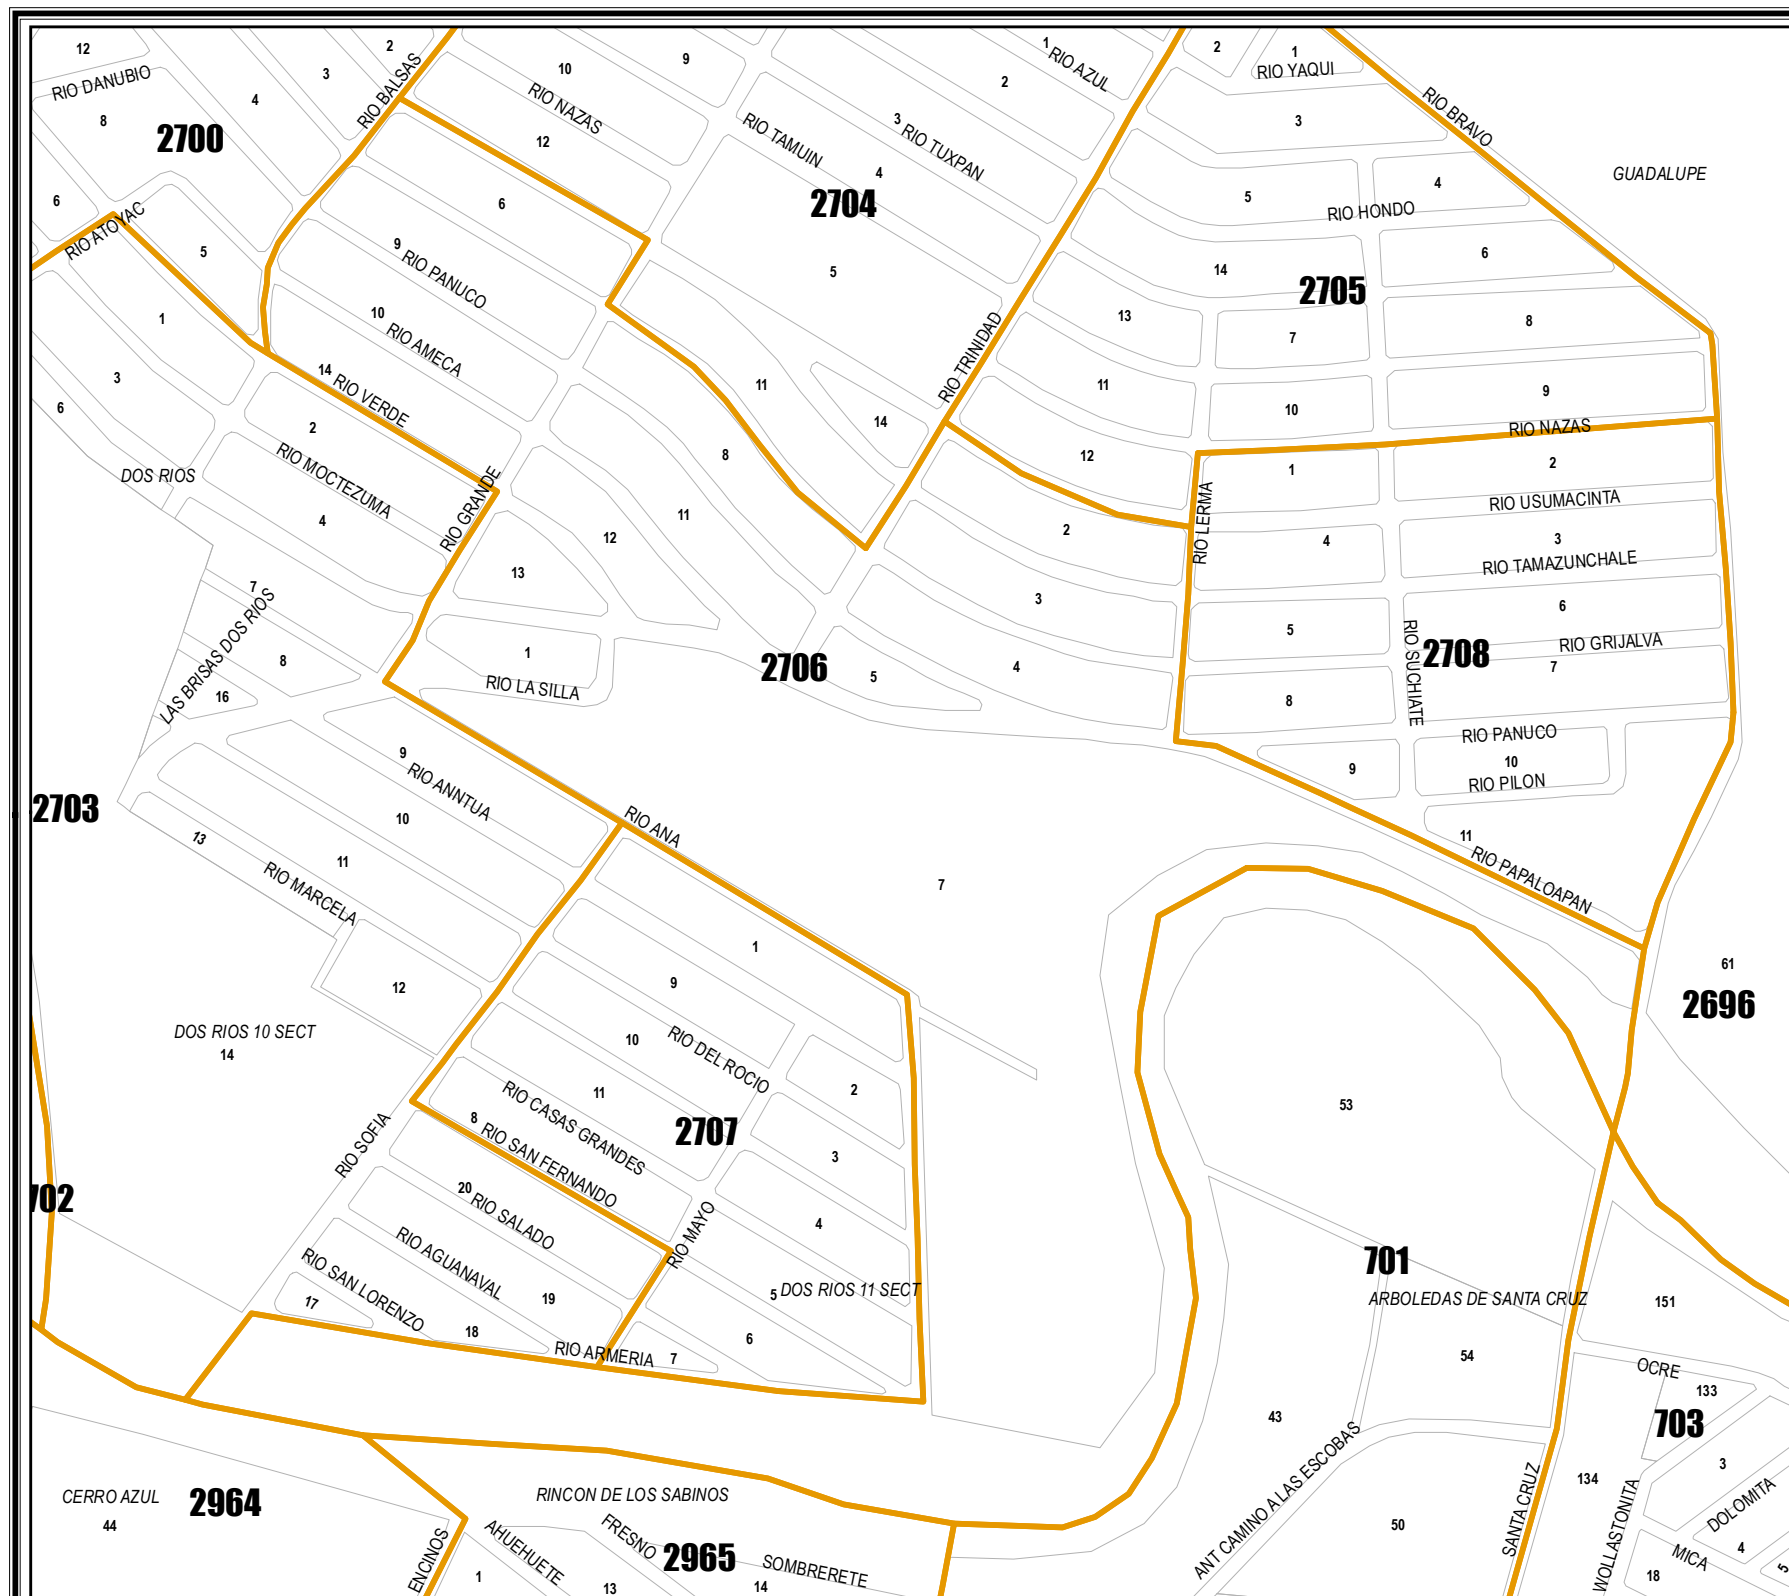 12
RIO DANUBIO
8
4
3
2
RIO BALSAS
2700
6
RIO ATOYAC
5
10
9
RIO NAZAS
12
RIO TAMUIN
1
RIO AZUL
2
3
RIO TUXPAN
4
2704
5
2
1
RIO YAQUI
3
RIO BRAVO
GUADALUPE
4
5
RIO HONDO
6
14
2705
13
7
8
11
10
9
RIO NAZAS
12
6
9
RIO PANUCO
10
RIO AMECA
14
RIO VERDE
1
3
6
2
RIO MOCTEZUMA
DOS RIOS
4
RIO GRANDE
11
14
RIO TRINIDAD
8
11
12
13
1
RIO LA SILLA
7
LAS BRISAS DOS RIOS
8
16
2706
2
3
4
5
RIO LERMA
1
2
RIO USUMACINTA
4
3
RIO TAMAZUNCHALE
6
5
RIO SUCHIATE
2708
RIO GRIJALVA
7
8
RIO PANUCO
9
10
RIO PILON
11
RIO PAPALOAPAN
9
RIO ANNTUA
10
2703
13
11
RIO MARCELA
12
RIO ANA
7
1
9
10
RIO DEL ROCIO
2
11
RIO CASAS GRANDES
2707
3
8
RIO SAN FERNANDO
4
DOS RIOS 10 SECT
14
RIO SOFIA
20
RIO SALADO
RIO MAYO
RIO AGUANAVAL
RIO SAN LORENZO
5
DOS RIOS 11 SECT
17
19
18
6
RIO ARMERIA
7
702
61
2696
53
701
ARBOLEDAS DE SANTA CRUZ
151
54
OCRE
133
43
703
ANT CAMINO A LAS ESCOBAS
3
134
DOLOMITA
SANTA CRUZ
WOLLASTONITA
50
4
MICA
5
18
CERRO AZUL
2964
44
RINCON DE LOS SABINOS
ENCINOS
AHUEHUETE
FRESNO
2965
SOMBRERETE
1
13
14